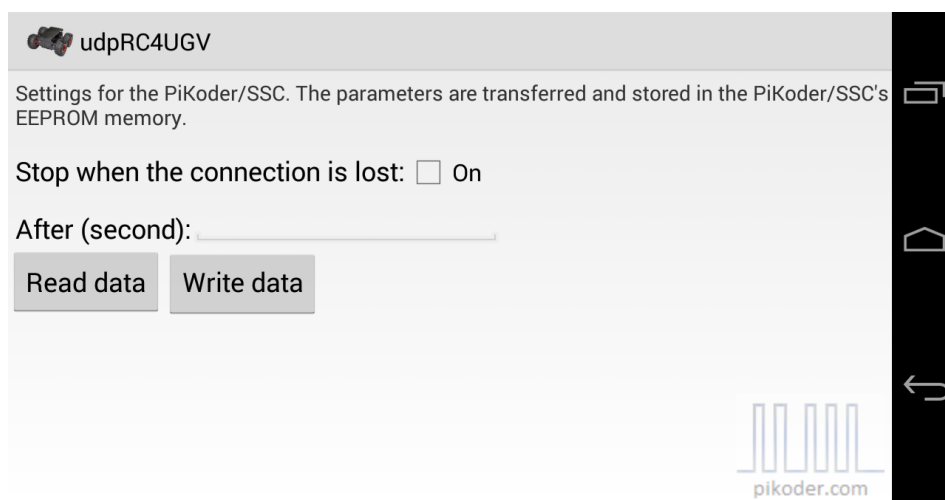 udpRC4UGV
Settings for the PiKoder/SSC. The parameters are transferred and stored in the PiKoder/SSC's
EEPROM memory.
Stop when the connection is lost: On
After (second):
Read data Write data
pikoder.com